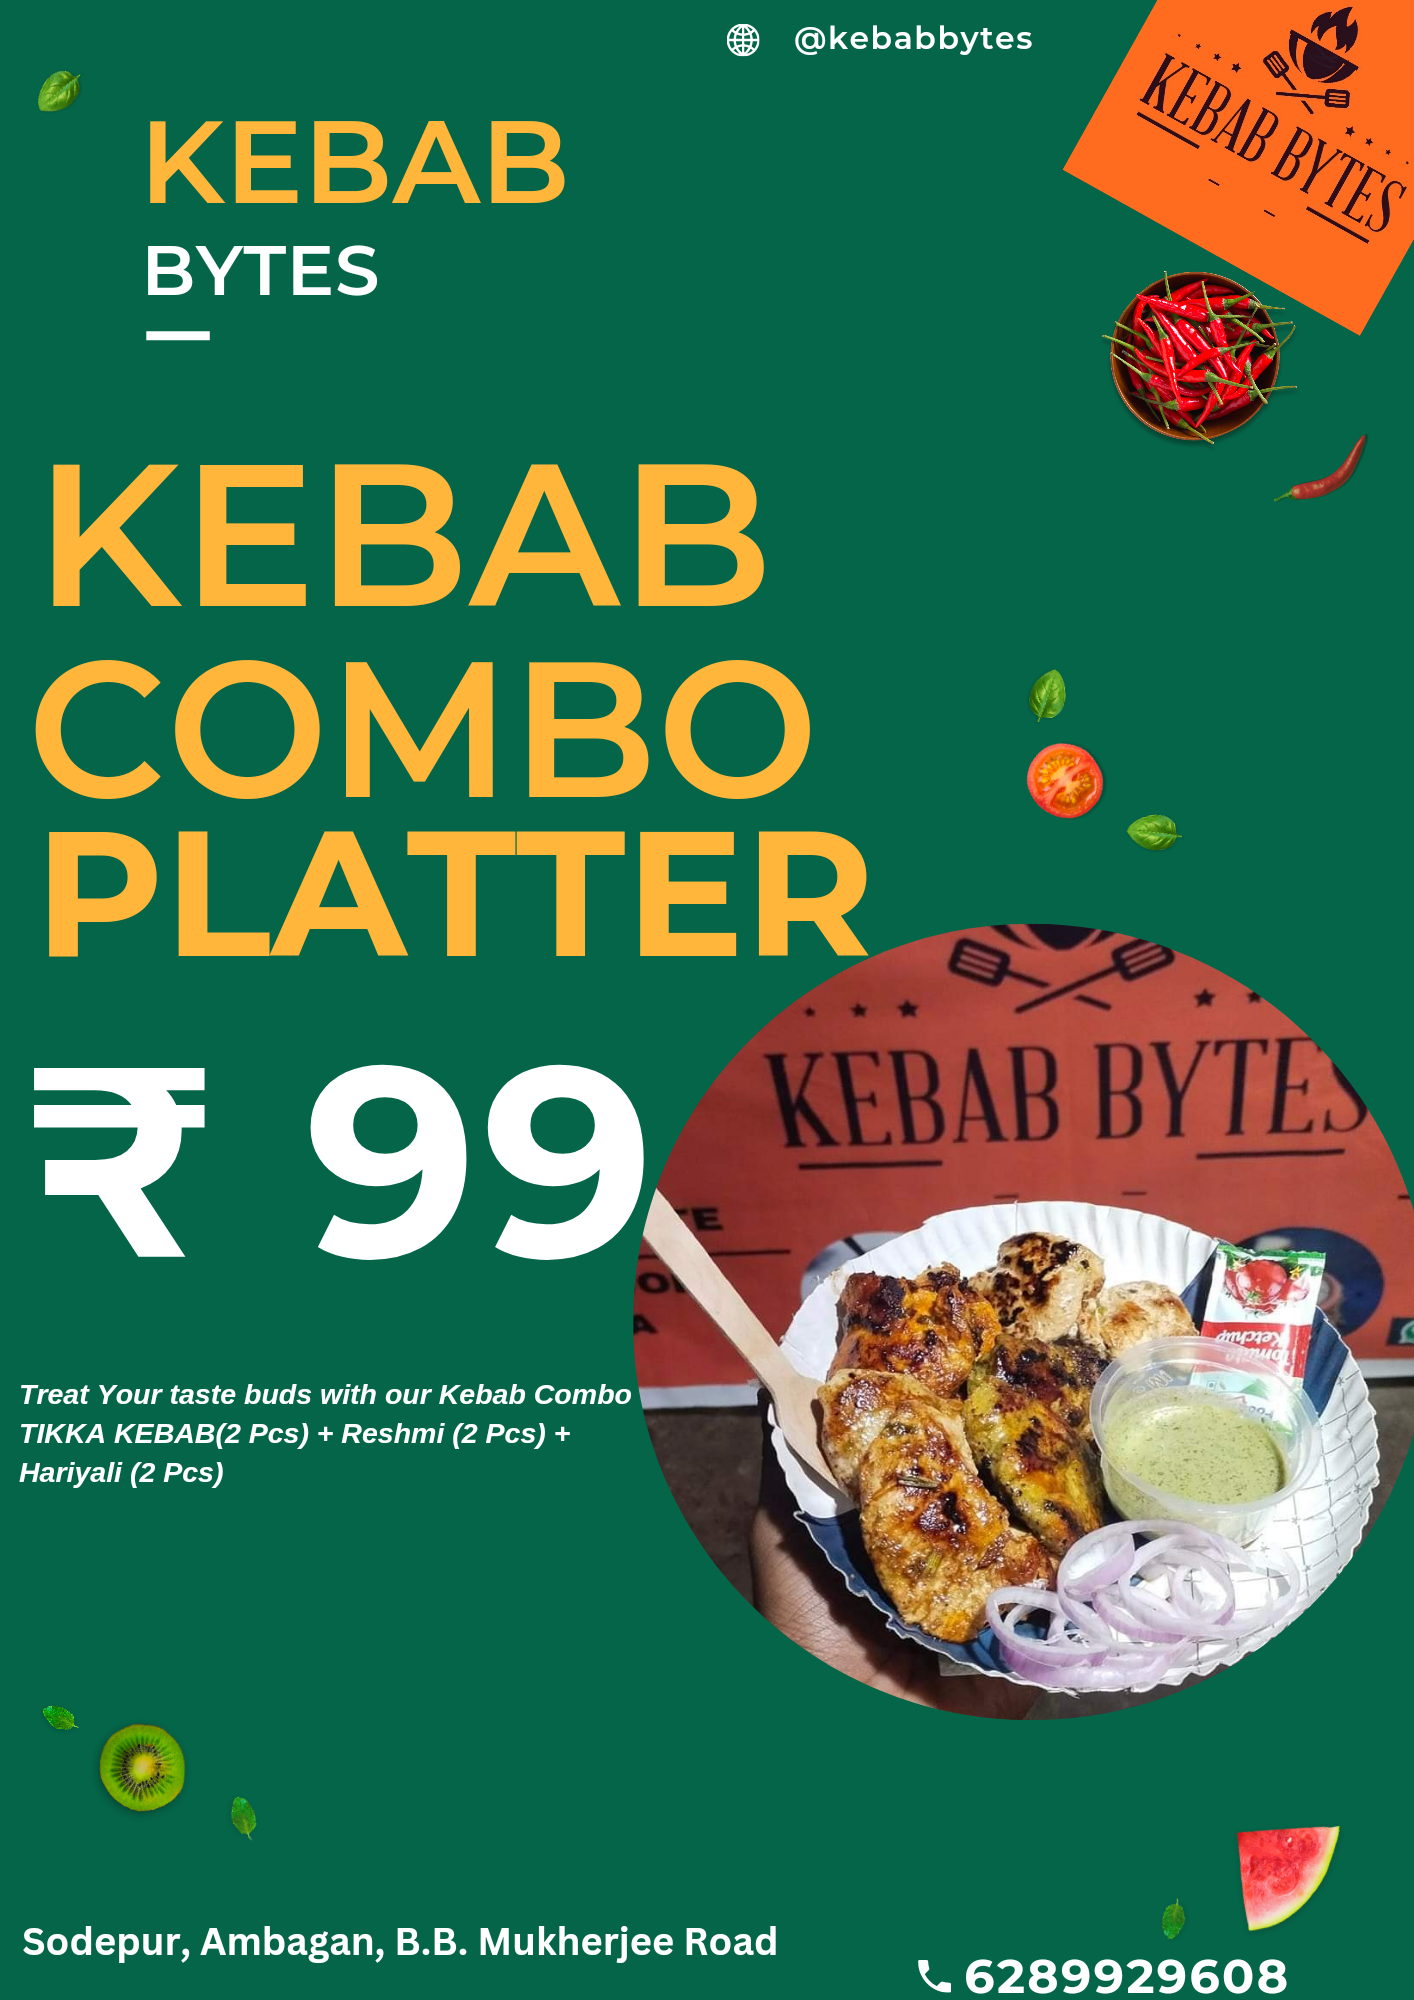 @kebabbytes
KEBAB BYTES
KEBAB
BYTES
KEBAB
COMBO
PLATTER
₹ 99
KEBAB BYTES
Ketchup
Treat Your taste buds with our Kebab Combo
TIKKA KEBAB(2 Pcs) + Reshmi (2 Pcs) +
Hariyali (2 Pcs)
Sodepur, Ambagan, B.B. Mukherjee Road
6289929608